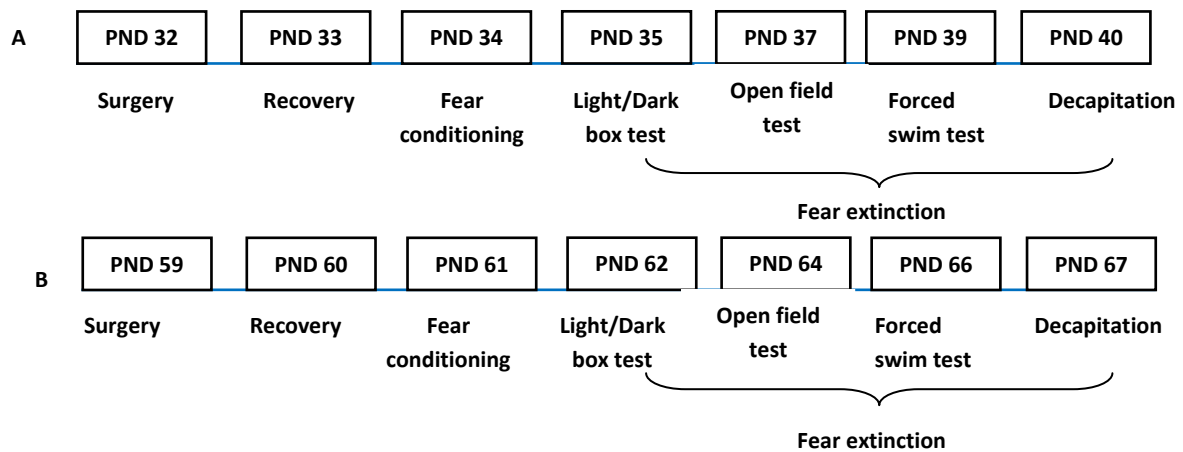 A
PND 32 PND 33 PND 34 PND 35 PND 37 PND 39 PND 40
Surgery Recovery Fear conditioning Light/Dark box test Open field test Forced swim test Decapitation
Fear extinction
B
PND 59 PND 60 PND 61 PND 62 PND 64 PND 66 PND 67
Surgery Recovery Fear conditioning Light/Dark box test Open field test Forced swim test Decapitation
Fear extinction